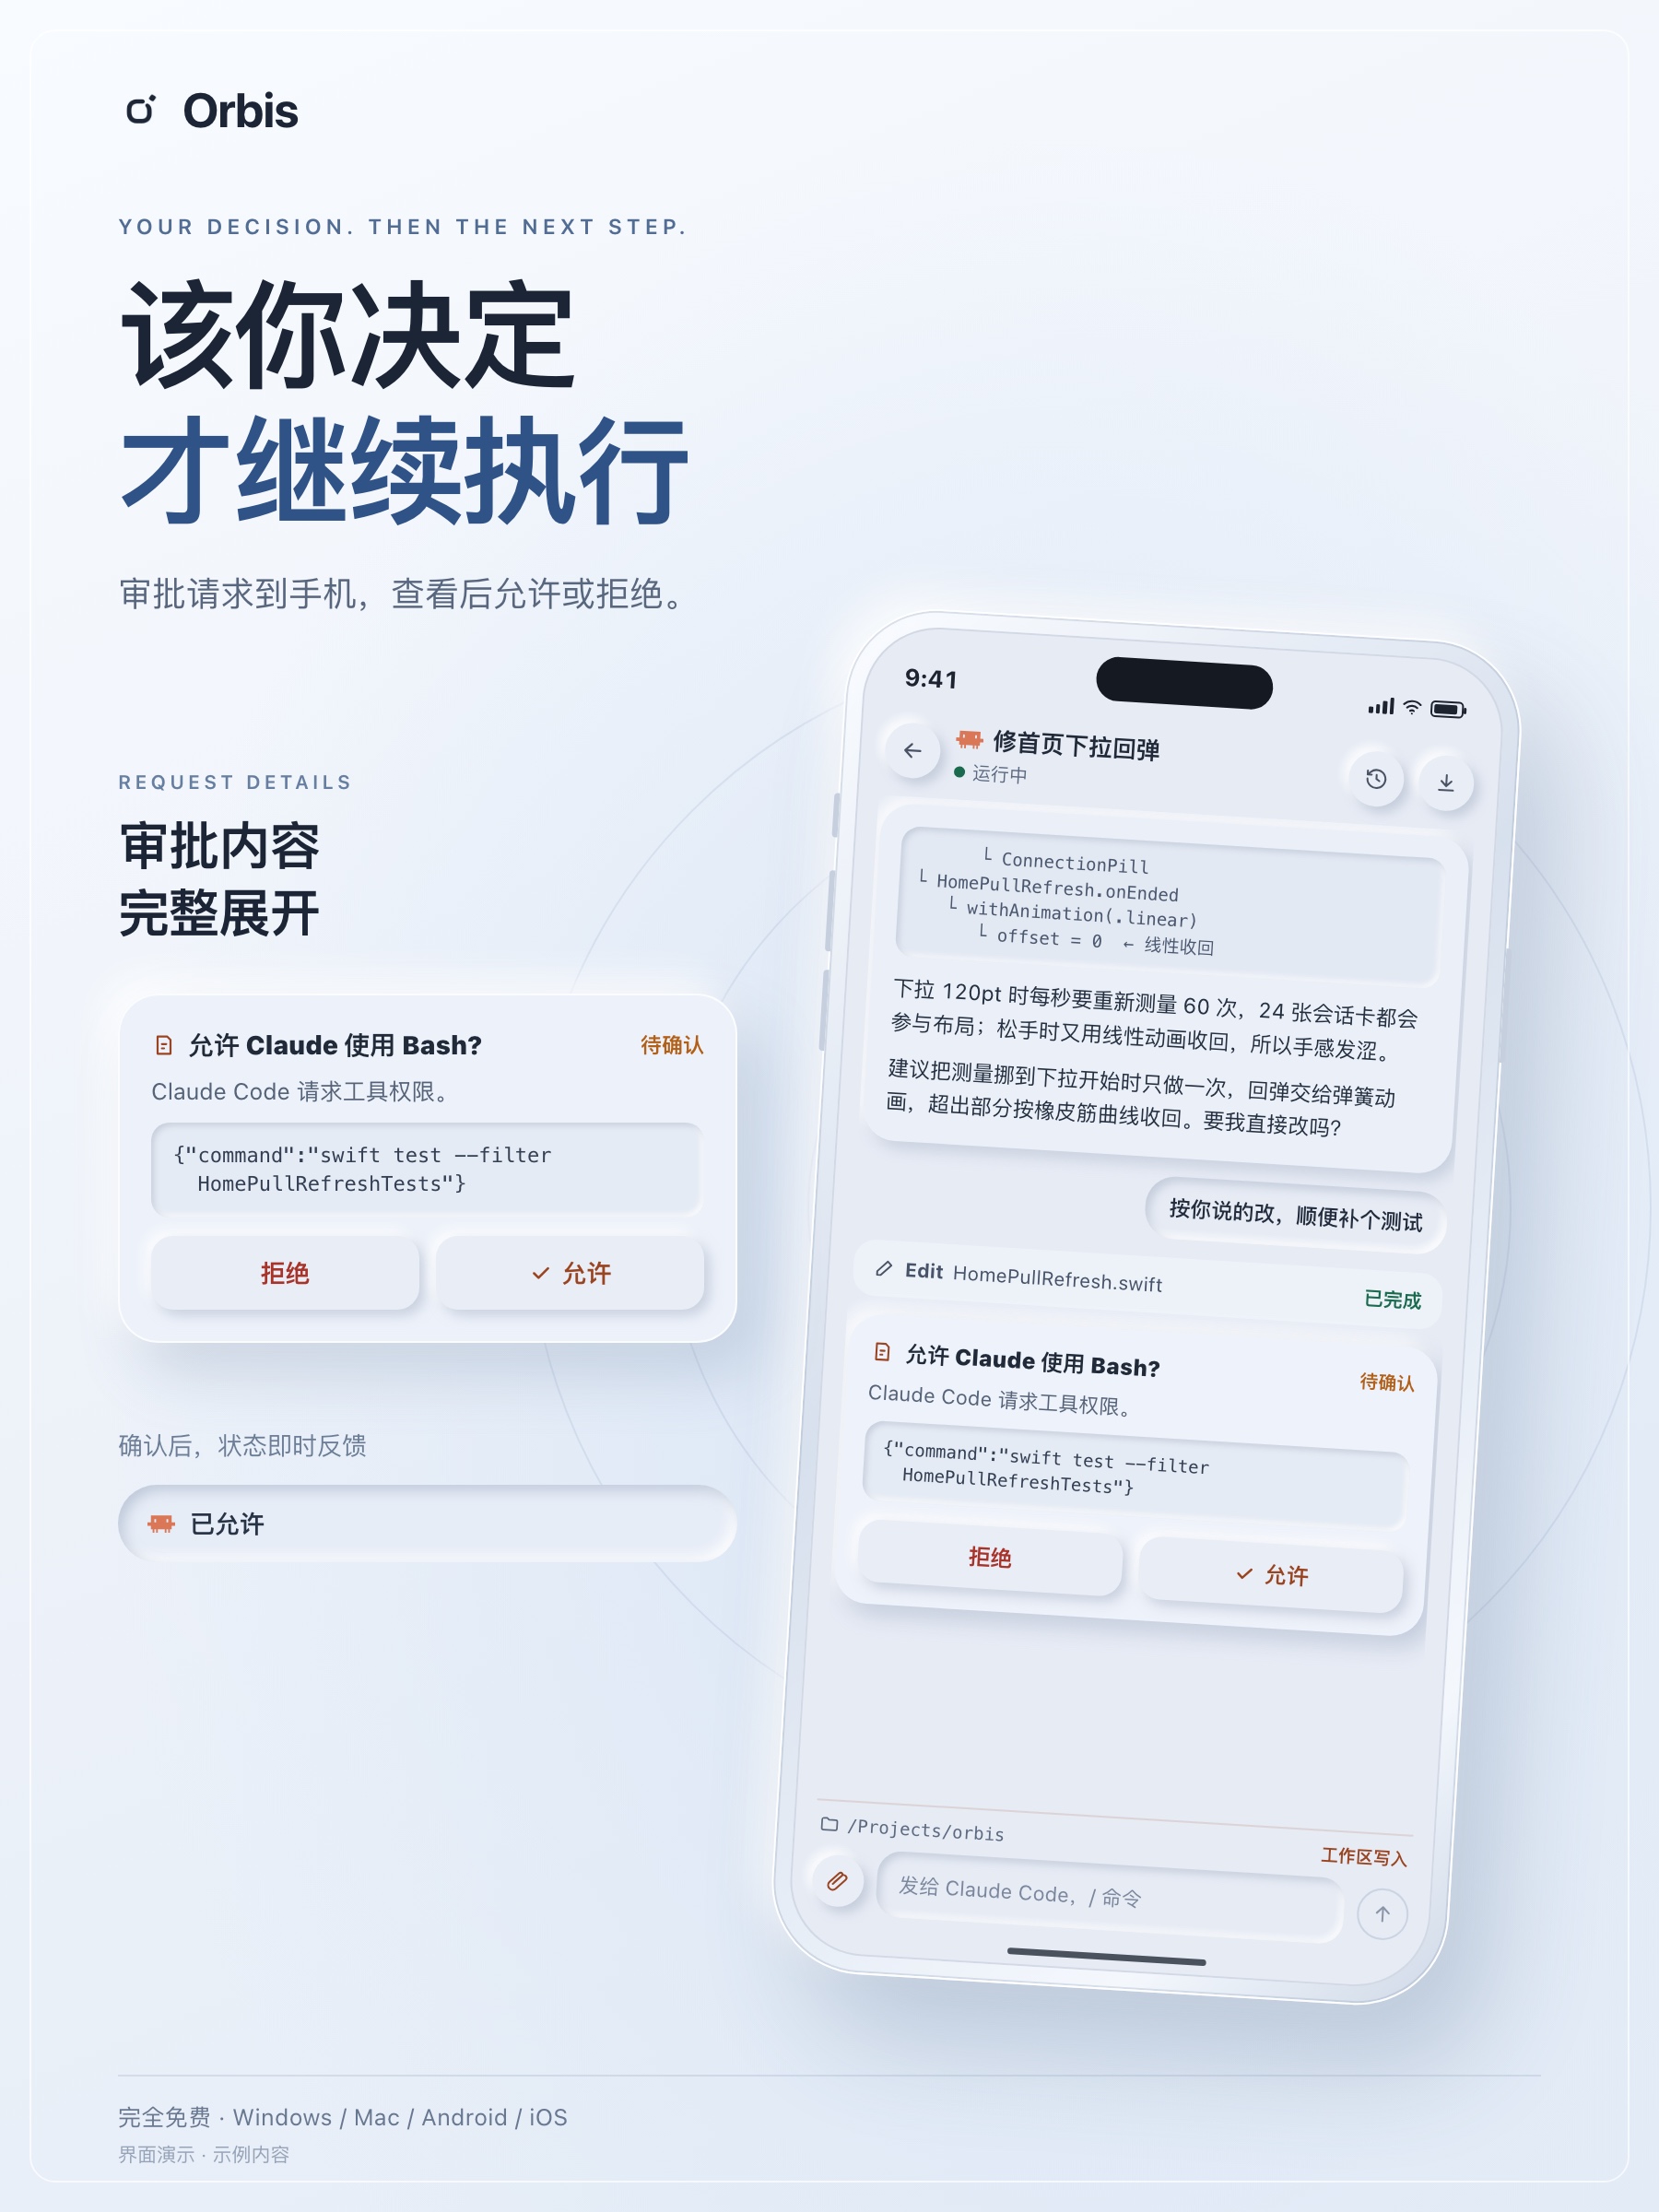 Orbis
YOUR DECISION. THEN THE NEXT STEP.
该你决定
才继续执行
审批请求到手机，查看后允许或拒绝。
REQUEST DETAILS
审批内容
完整展开
允许 Claude 使用 Bash?
待确认
Claude Code 请求工具权限。
{"command":"swift test --filter
HomePullRefreshTests"}
拒绝
允许
确认后，状态即时反馈
已允许
9:41
修首页下拉回弹
运行中
└ ConnectionPill
└ HomePullRefresh.onEnded
└ withAnimation(.linear)
└ offset = 0 ← 线性收回
下拉 120pt 时每秒要重新测量 60 次，24 张会话卡都会
参与布局；松手时又用线性动画收回，所以手感发涩。
建议把测量挪到下拉开始时只做一次，回弹交给弹簧动
画，超出部分按橡皮筋曲线收回。要我直接改吗？
按你说的改，顺便补个测试
Edit HomePullRefresh.swift
已完成
允许 Claude 使用 Bash?
待确认
Claude Code 请求工具权限。
{"command":"swift test --filter
HomePullRefreshTests"}
拒绝
允许
/Projects/orbis
工作区写入
发给 Claude Code，/ 命令
完全免费 · Windows / Mac / Android / iOS
界面演示 · 示例内容